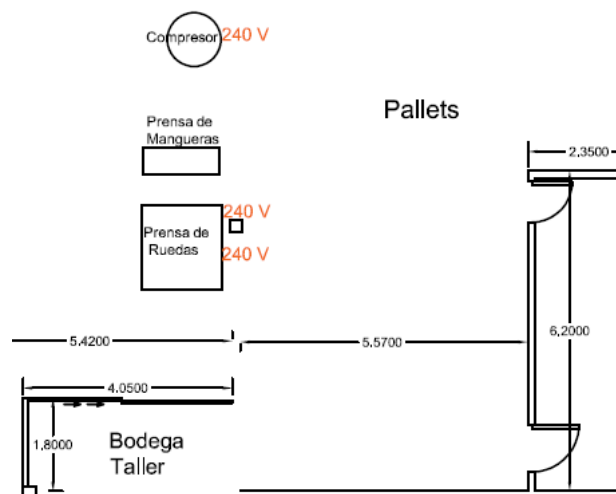 Compresor 240 V
Pallets
Prensa de
Mangueras
2,3500
240 V
Prensa de
Ruedas
240 V
6,2000
5.4200
5.5700
4.0500
1,8000
Bodega
Taller